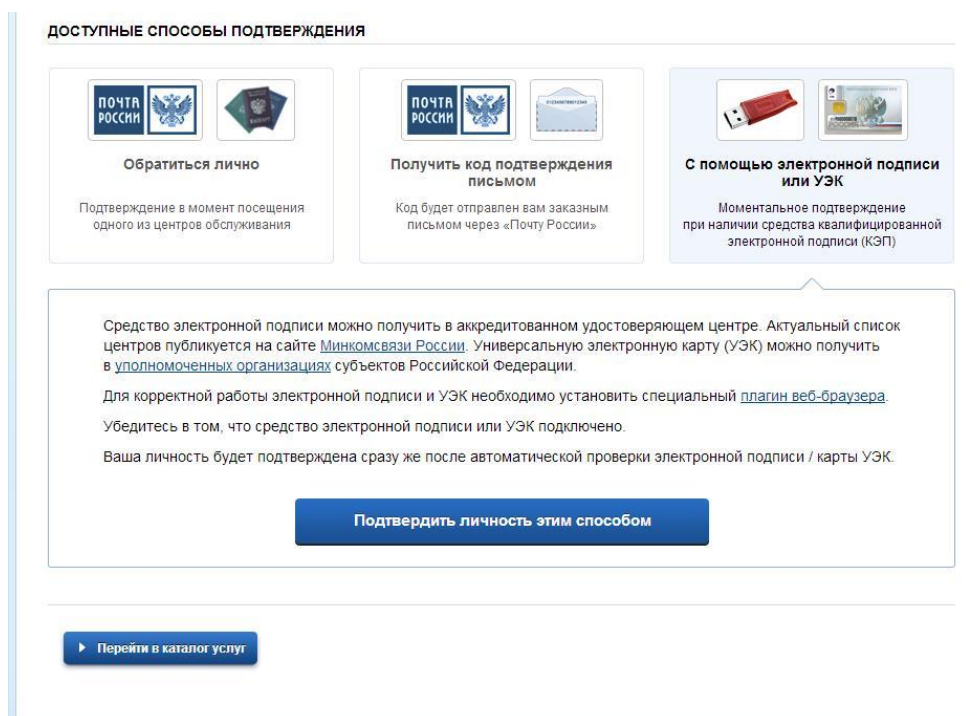 ДОСТУПНЫЕ СПОСОБЫ ПОДТВЕРЖДЕНИЯ
ПОЧТА
РОССИИ
Обратиться лично
Подтверждение в момент посещения
одного из центров обслуживания
ПОЧТА
РОССИИ
Получить код подтверждения
письмом
Код будет отправлен вам заказным
письмом через «Почту России»
С помощью электронной подписи
или УЭК
Моментальное подтверждение
при наличии средства квалифицированной
электронной подписи (КЭП)
Средство электронной подписи можно получить в аккредитованном удостоверяющем центре. Актуальный список
центров публикуется на сайте Минкомсвязи России. Универсальную электронную карту (УЭК) можно получить
в уполномоченных организациях субъектов Российской Федерации.
Для корректной работы электронной подписи и УЭК необходимо установить специальный плагин веб-браузера.
Убедитесь в том, что средство электронной подписи или УЭК подключено.
Ваша личность будет подтверждена сразу же после автоматической проверки электронной подписи / карты УЭК.
Подтвердить личность этим способом
Перейти в каталог услуг